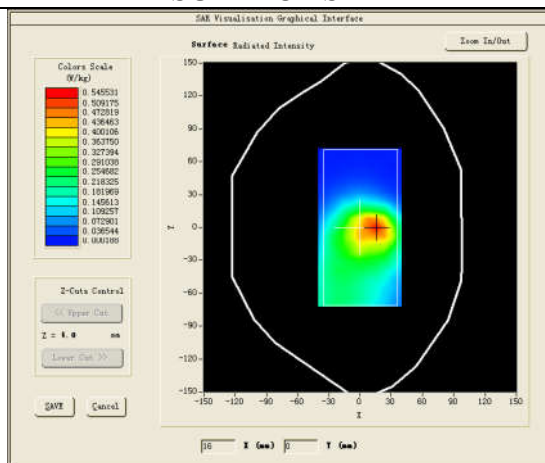 SAR Visualisation Graphical Interface
Surface Radiated Intensity
Zoom In/Out
Colors Scale
(W/kg)
0.545531
0.509175
0.472819
0.436463
0.400106
0.363750
0.327394
0.291038
0.254682
0.218325
0.181969
0.145613
0.109257
0.072901
0.036544
0.000188
150
120
90
60
30
0
-30
-60
-90
-120
-150
Y
-150 -120 -90 -60 -30 0 30 60 90 120 150
X
Z-Cuts Control
<< Upper Cut
Z = 4.0 mm
Lower Cut >>
SAVE Cancel
16 X (mm) 0 Y (mm)